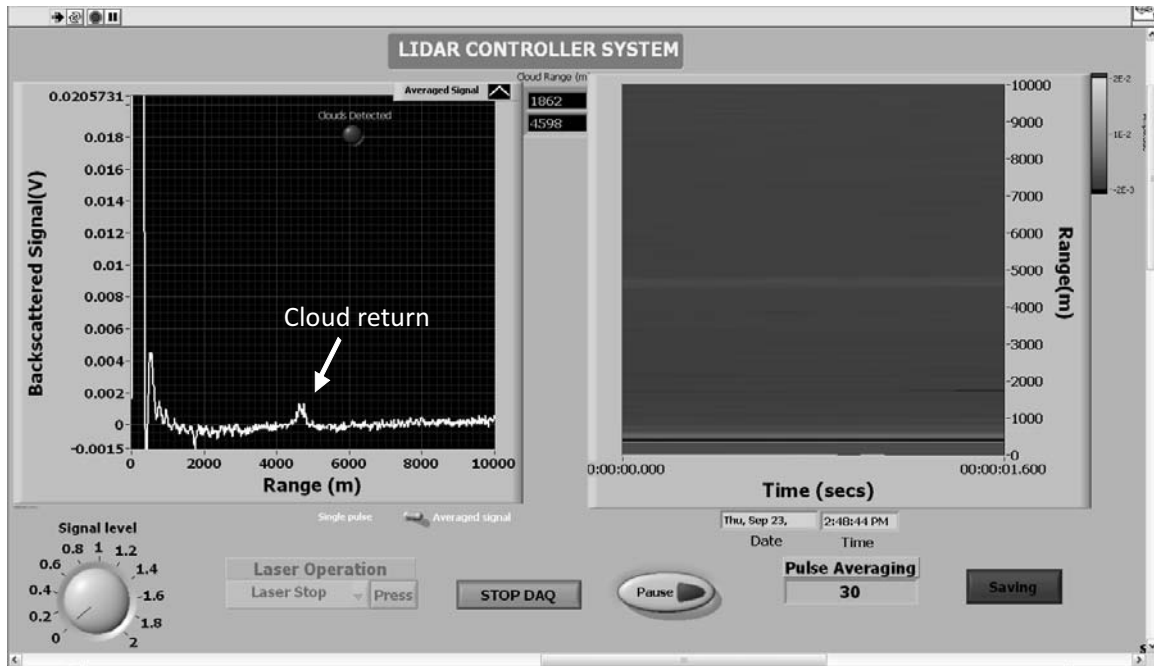 LIDAR CONTROLLER SYSTEM
Cloud Range (m)
1862
4598
Averaged Signal
Clouds Detected
Backscattered Signal(V)
0.0205731
0.018
0.016
0.014
0.012
0.01
0.008
0.006
0.004
0.002
0
-0.0015
Cloud return
0 2000 4000 6000 8000 10000
Range (m)
2E-2
1E-2
-2E-3
10000
9000
8000
7000
6000
5000
4000
3000
2000
1000
0
Range(m)
0:00:00.000 00:00:01.600
Time (secs)
Single pulse Averaged signal
Thu, Sep 23, 2:48:44 PM
Date Time
Signal level
0 0.2 0.4 0.6 0.8 1 1.2 1.4 1.6 1.8 2
Laser Operation
Laser Stop Press
STOP DAQ
Pause
Pulse Averaging
30
Saving